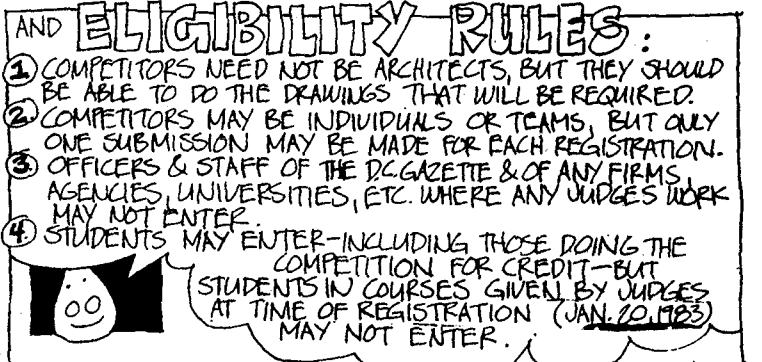 AND ELIGIBILITY RULES:
1. COMPETITORS NEED NOT BE ARCHITECTS, BUT THEY SHOULD
BE ABLE TO DO THE DRAWINGS THAT WILL BE REQUIRED.
2. COMPETITORS MAY BE INDIVIDUALS OR TEAMS, BUT ONLY
ONE SUBMISSION MAY BE MADE FOR EACH REGISTRATION.
3. OFFICERS & STAFF OF THE D.C. GAZETTE & OF ANY FIRMS,
AGENCIES, UNIVERSITIES, ETC. WHERE ANY JUDGES WORK
MAY NOT ENTER.
4. STUDENTS MAY ENTER–INCLUDING THOSE DOING THE
COMPETITION FOR CREDIT–BUT
STUDENTS IN COURSES GIVEN BY JUDGES
AT TIME OF REGISTRATION (JAN. 20, 1983)
MAY NOT ENTER.